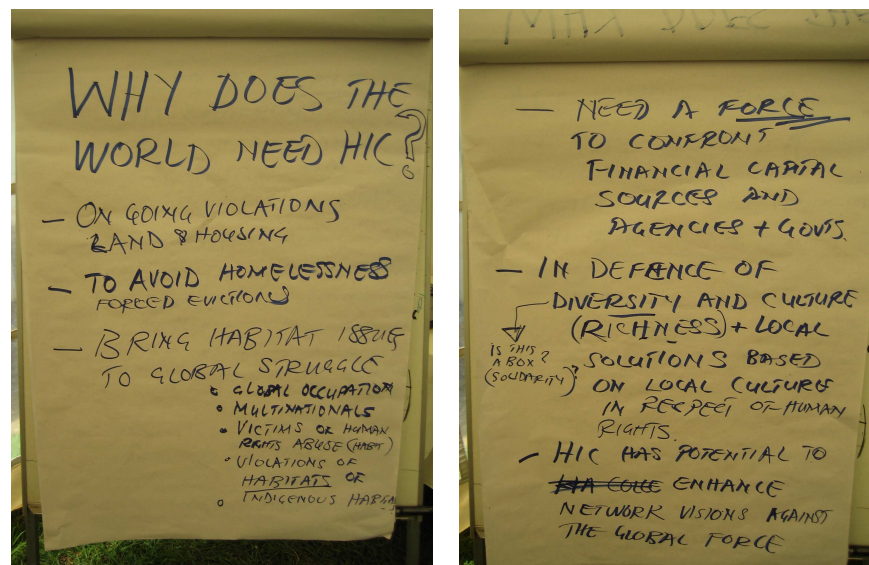 WHY DOES THE
WORLD NEED HIC?
— ON GOING VIOLATIONS
LAND & HOUSING
— TO AVOID HOMELESSNESS
FORCED EVICTIONS
— BRING HABITAT ISSUES
TO GLOBAL STRUGGLE
• GLOBAL OCCUPATION
• MULTINATIONALS
• VICTIMS OF HUMAN
RIGHTS ABUSE (HABIT)
• VIOLATIONS OF
HABITATS OF
• INDIGENOUS
WHY DOES THE
— NEED A FORCE
TO CONFRONT
FINANCIAL CAPITAL
SOURCES AND
AGENCIES + GOVTS.
— IN DEFENCE OF
DIVERSITY AND CULTURE
(RICHNESS) + LOCAL
IS THIS?
A BOX
(SOLIDARITY)?
SOLUTIONS BASED
ON LOCAL CULTURE
IN RESPECT OF HUMAN
RIGHTS.
— HIC HAS POTENTIAL TO
ENHANCE
NETWORK VISIONS AGAINST
THE GLOBAL FORCE